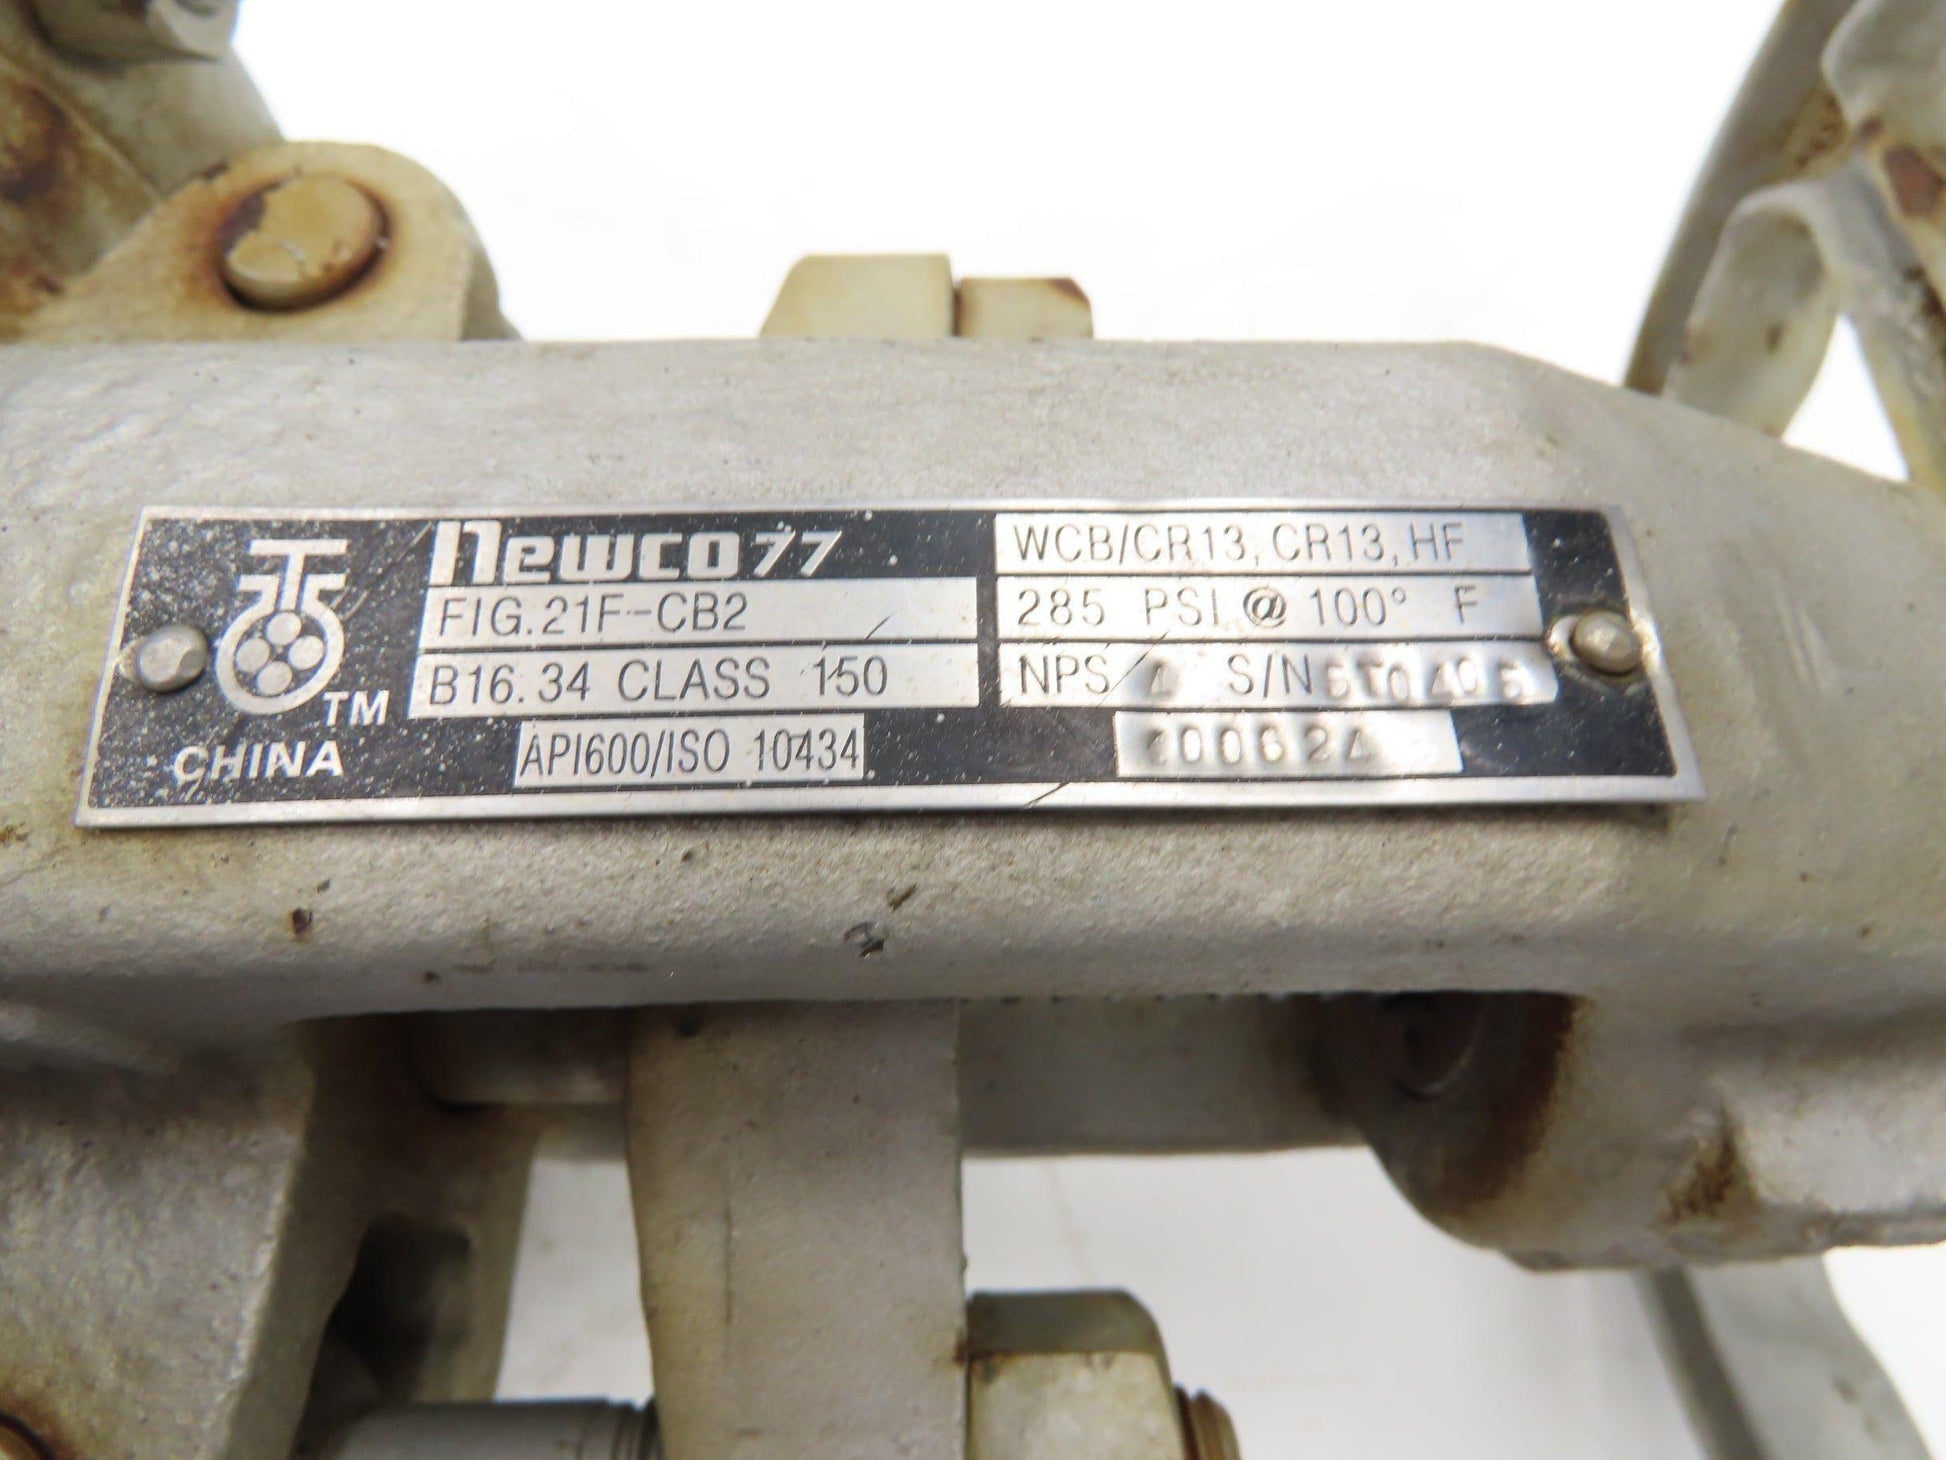 newco 77
FIG.21F-CB2
B16.34 CLASS 150
API600/ISO 10434
TM
CHINA
WCB/CR13, CR13, HF
285 PSI @ 100° F
NPS 4 S/N
100624